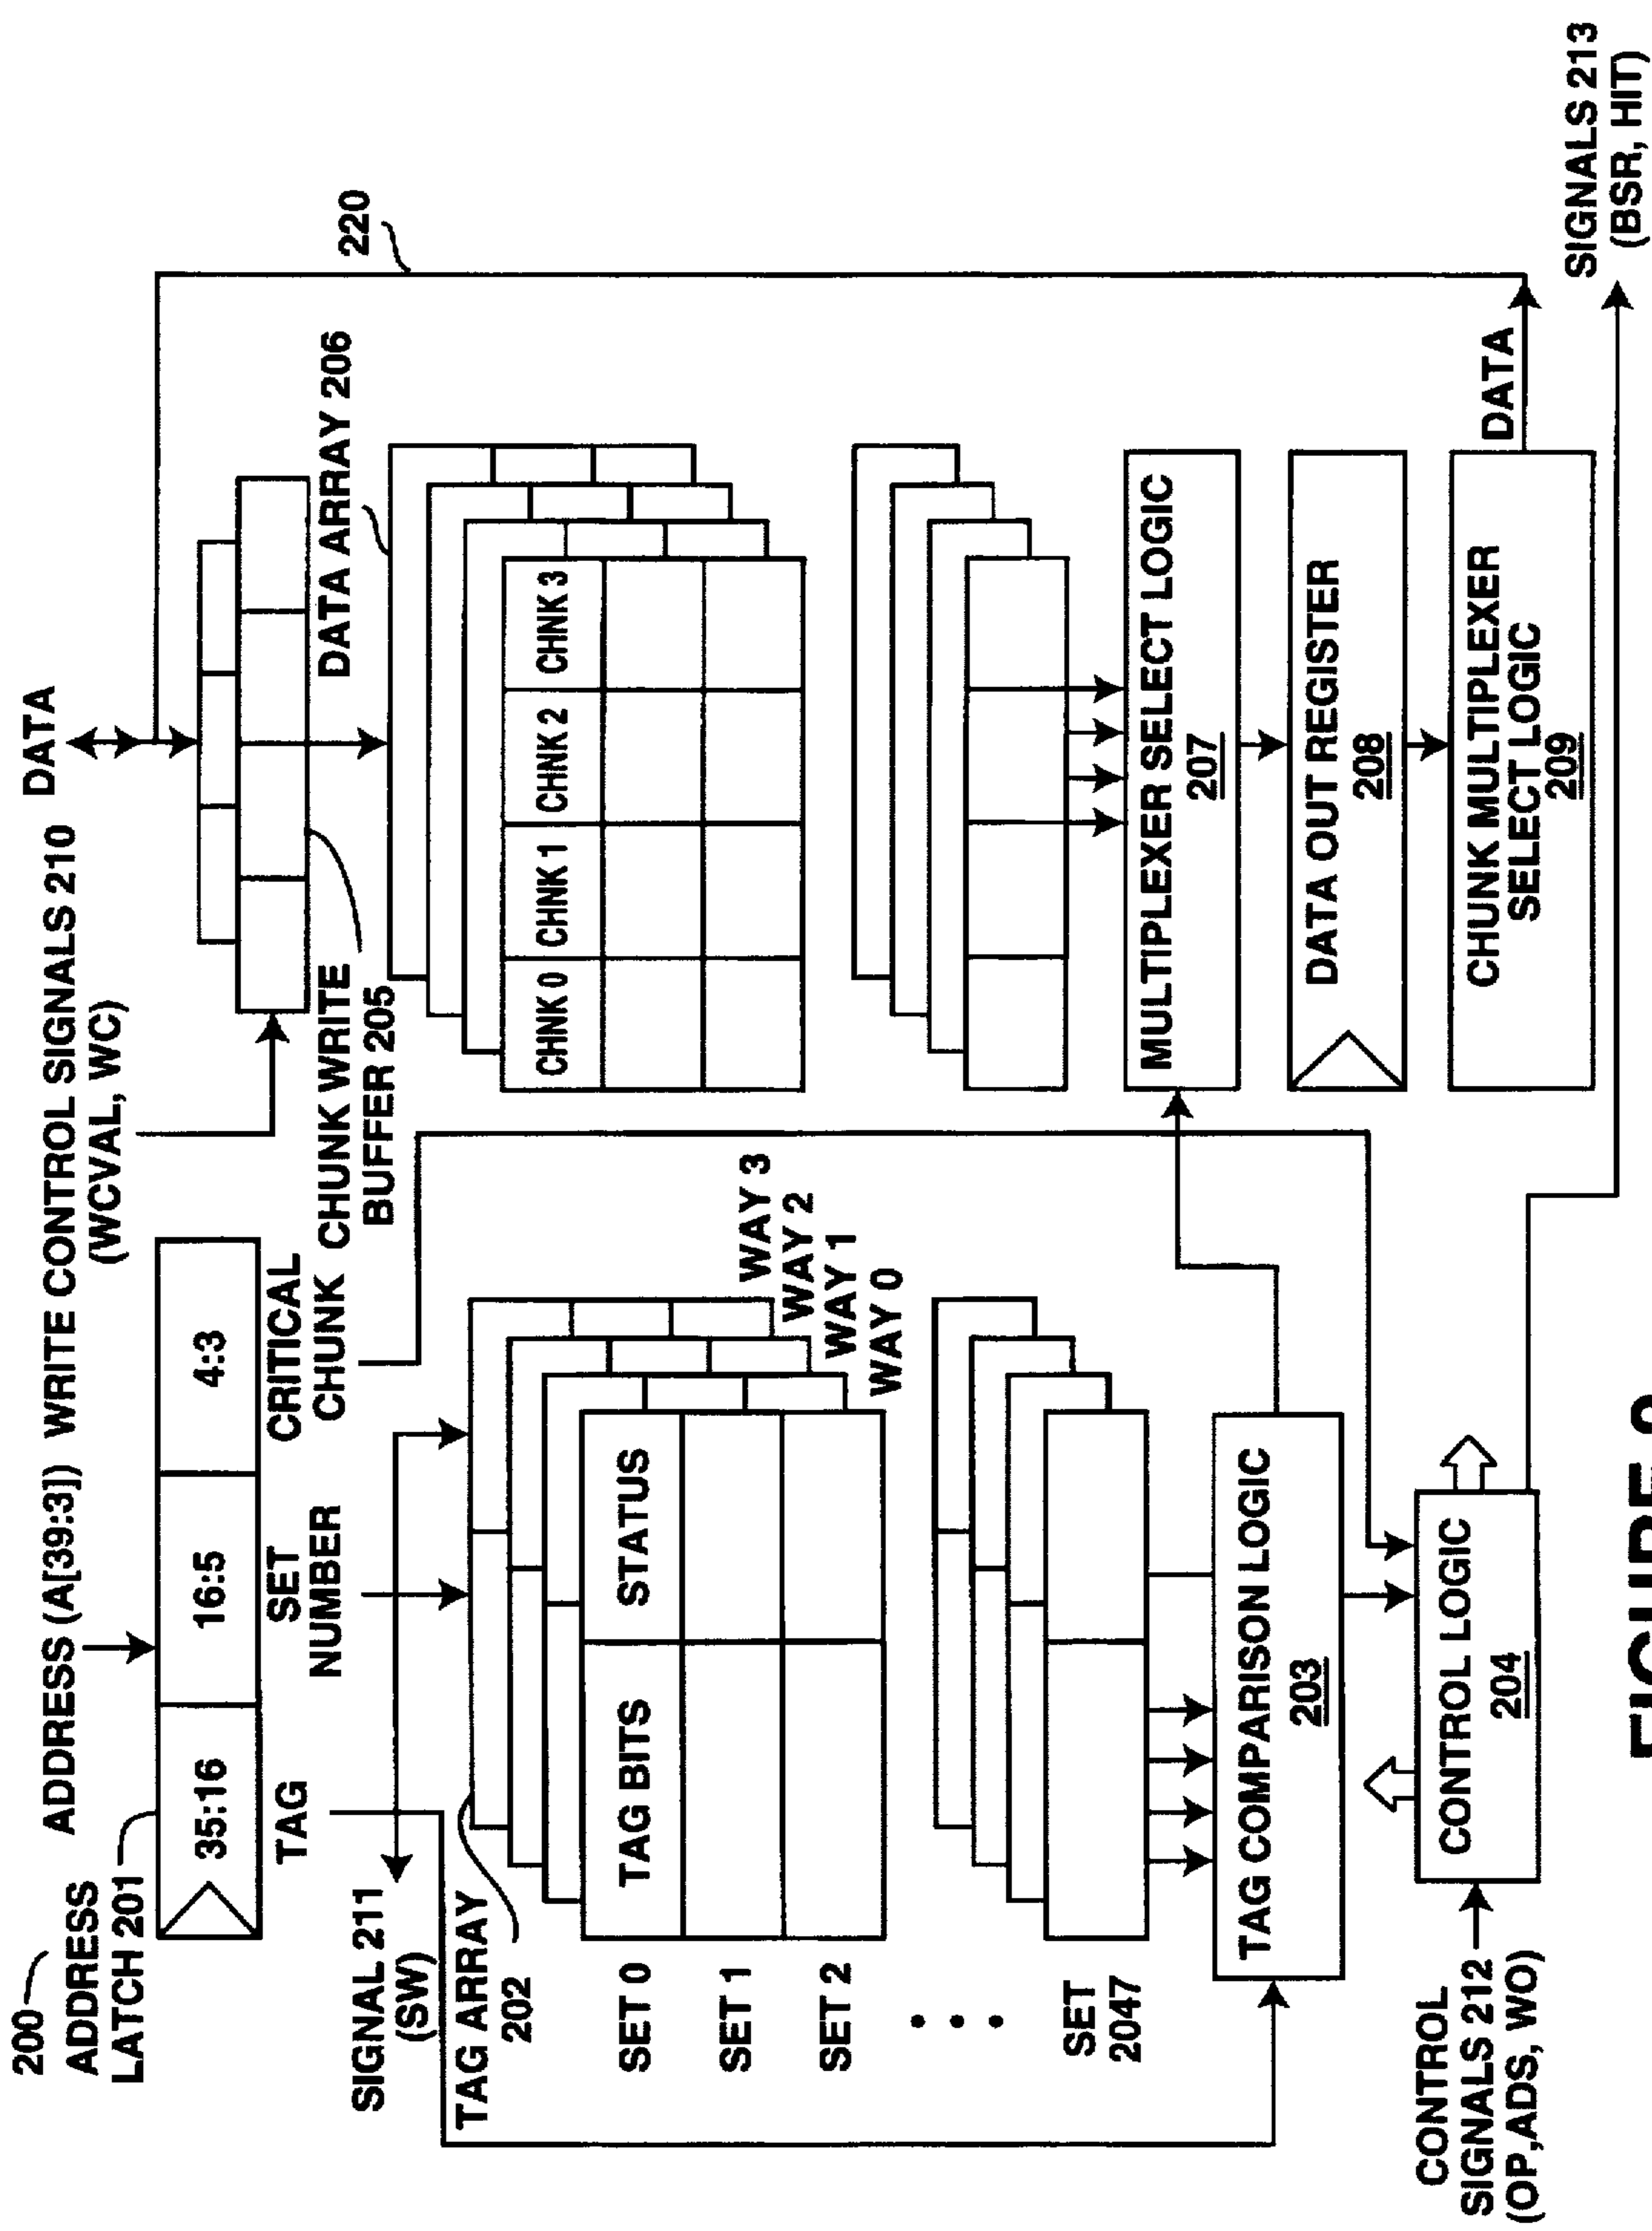 200
ADDRESS
LATCH 201
ADDRESS (A[39:3])
WRITE CONTROL SIGNALS 210
(WCVAL, WC)
DATA
35:16
16:5
4:3
TAG
SET
NUMBER
CRITICAL
CHUNK
CHUNK WRITE
BUFFER 205
DATA ARRAY 206
220
SIGNAL 211
(SW)
TAG ARRAY
202
WAY 3
WAY 2
WAY 1
WAY 0
TAG BITS
STATUS
CHNK 0
CHNK 1
CHNK 2
CHNK 3
SET 0
SET 1
SET 2
SET
2047
TAG COMPARISON LOGIC
203
MULTIPLEXER SELECT LOGIC
207
DATA OUT REGISTER
208
CHUNK MULTIPLEXER
SELECT LOGIC
209
DATA
CONTROL
SIGNALS 212
(OP,ADS, WO)
CONTROL LOGIC
204
SIGNALS 213
(BSR, HIT)